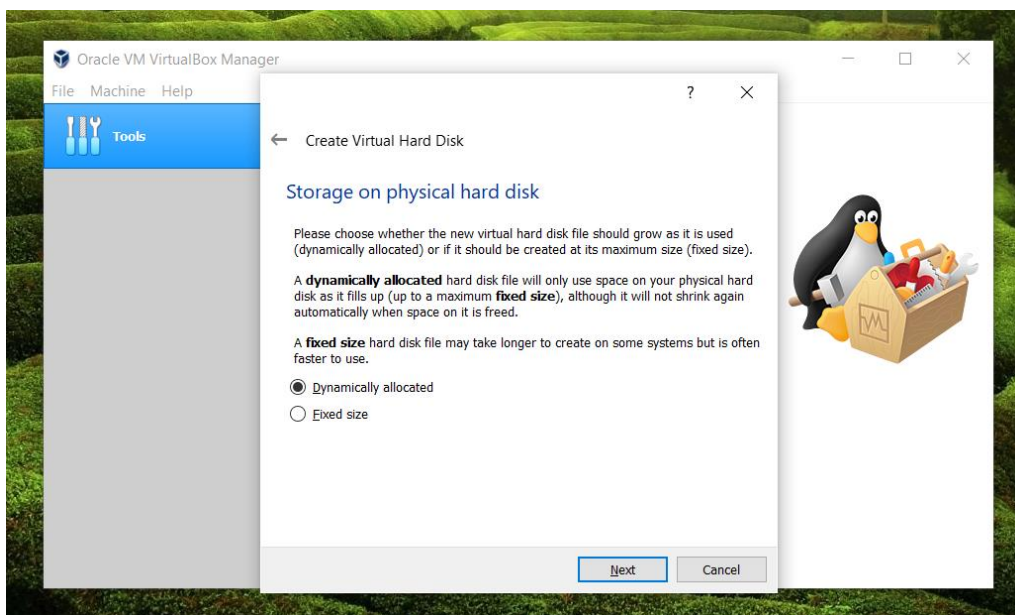 Oracle VM VirtualBox Manager
File Machine Help
? 
Tools
Create Virtual Hard Disk
Storage on physical hard disk
Please choose whether the new virtual hard disk file should grow as it is used
(dynamically allocated) or if it should be created at its maximum size (fixed size).
A dynamically allocated hard disk file will only use space on your physical hard
disk as it fills up (up to a maximum fixed size), although it will not shrink again
automatically when space on it is freed.
A fixed size hard disk file may take longer to create on some systems but is often
faster to use.
Dynamically allocated
Fixed size
Next Cancel